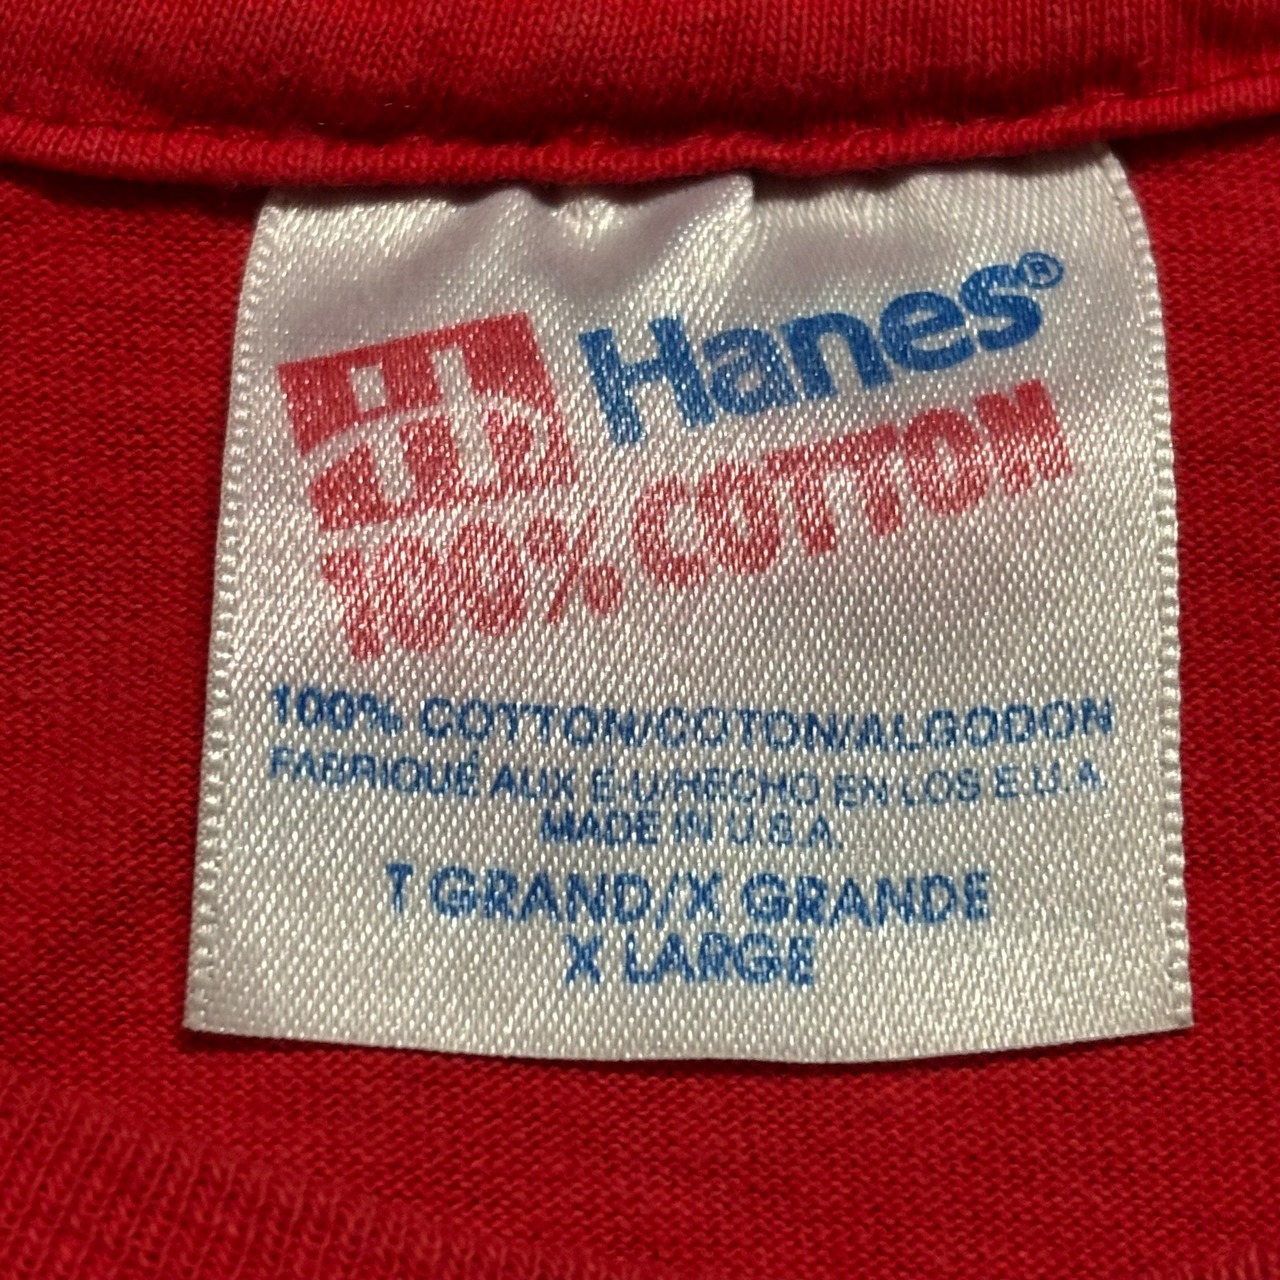 Hanes®
100% COTTON
100% COTTON/COTON/ALGODON
FABRIQUÉ AUX É-U/HECHO EN LOS E.U.A.
MADE IN U.S.A.
T GRAND/X GRANDE
X LARGE